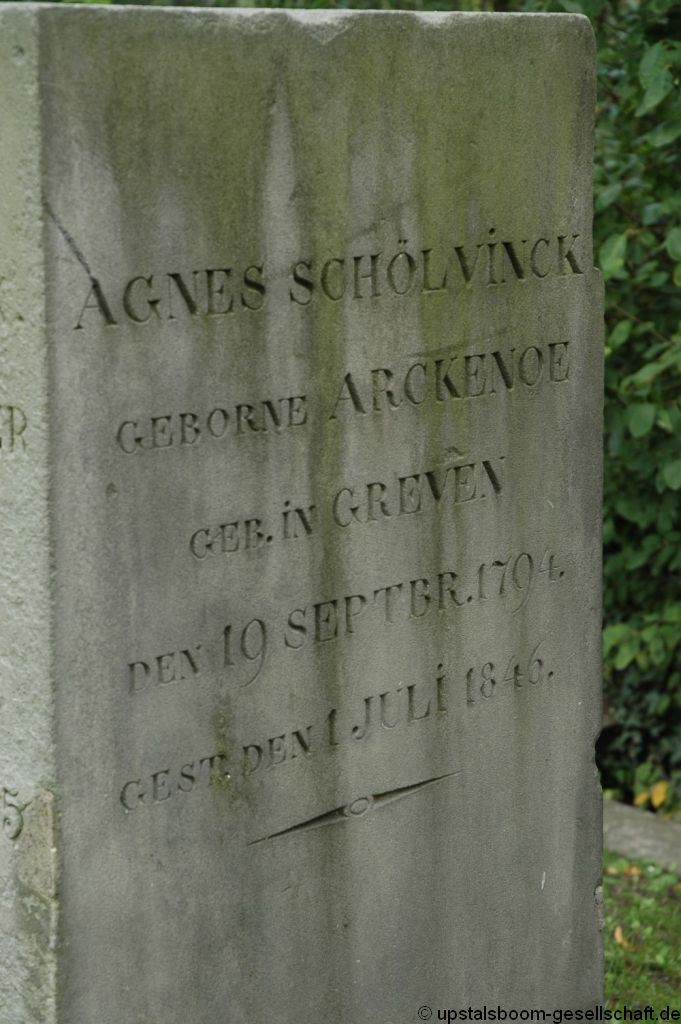 AGNES SCHÖLVINCK
GEBORNE ARCKENOE
GEB. IN GREVEN
DEN 19 SEPTBR. 1794.
GEST. DEN 1 JULI 1846.
© upstalsboom-gesellschaft.de